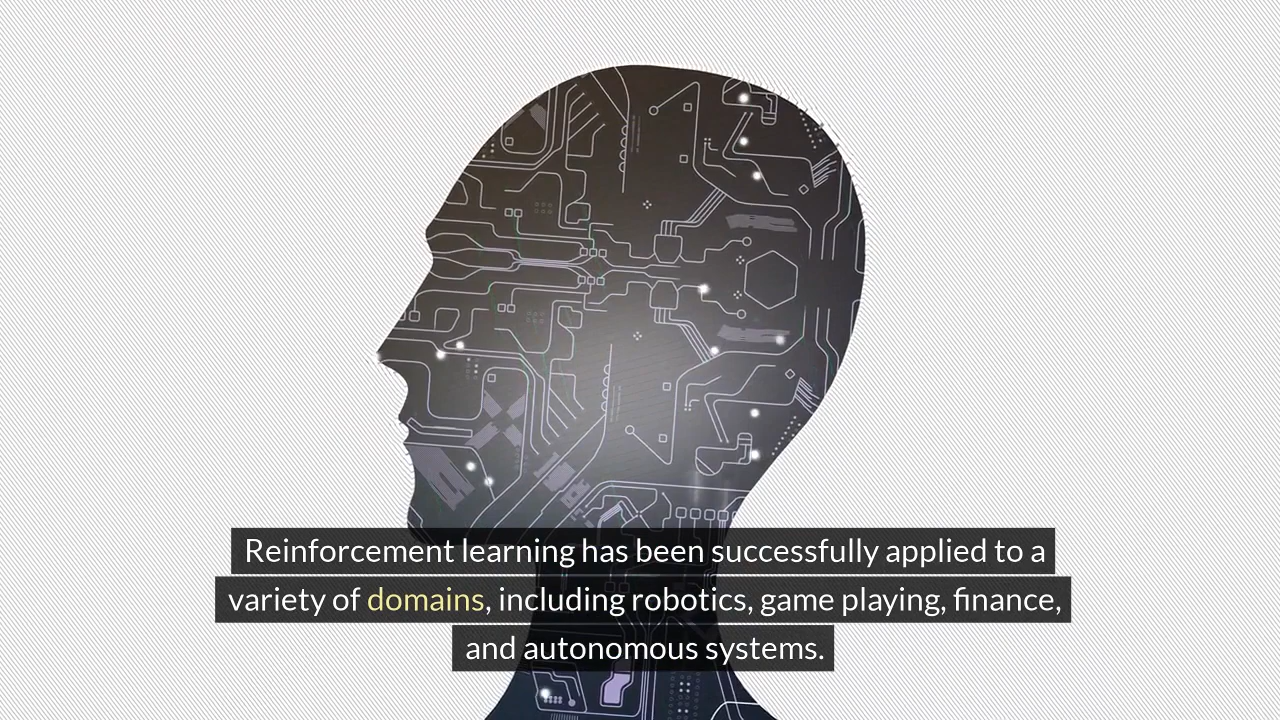 Reinforcement learning has been successfully applied to a
variety of domains, including robotics, game playing, finance,
and autonomous systems.